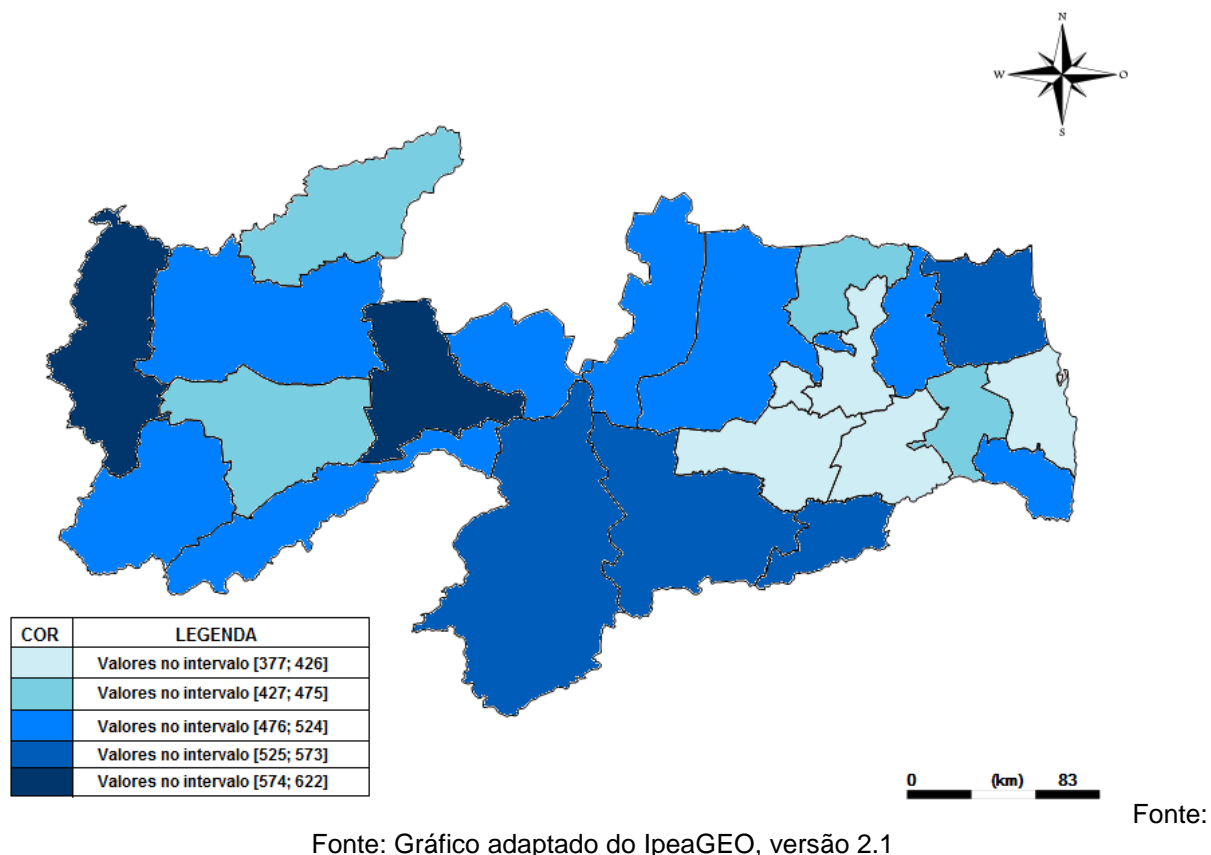 N
W
O
S
COR LEGENDA
Valores no intervalo [377; 426]
Valores no intervalo [427; 475]
Valores no intervalo [476; 524]
Valores no intervalo [525; 573]
Valores no intervalo [574; 622]
0 (km) 83
Fonte:
Fonte: Gráfico adaptado do IpeaGEO, versão 2.1